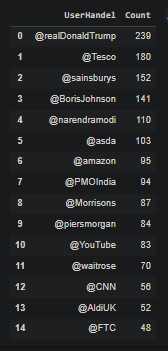 UserHandel Count
0 @realDonaldTrump 239
1 @Tesco 180
2 @sainsburys 152
3 @BorisJohnson 141
4 @narendramodi 110
5 @asda 103
6 @amazon 95
7 @PMOIndia 94
8 @Morrisons 87
9 @piersmorgan 84
10 @YouTube 83
11 @waitrose 70
12 @CNN 56
13 @AldiUK 52
14 @FTC 48